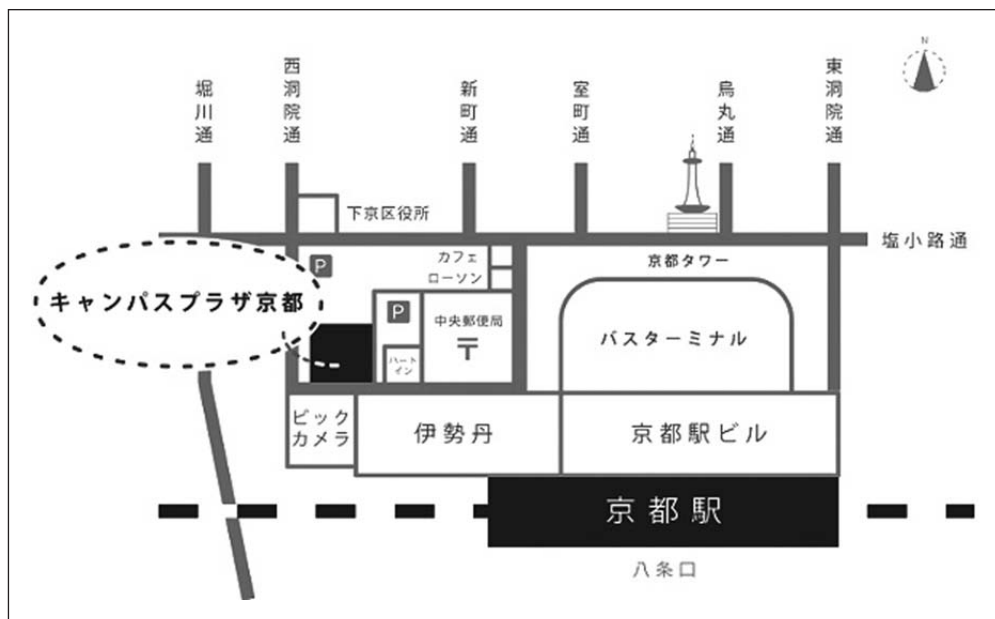 N
堀川通
西洞院通
新町通
室町通
烏丸通
東洞院通
下京区役所
塩小路通
P
カフェ
ローソン
京都タワー
キャンパスプラザ京都
P
中央郵便局
〒
バスターミナル
ハート
イン
ビック
カメラ
伊勢丹
京都駅ビル
京都駅
八条口